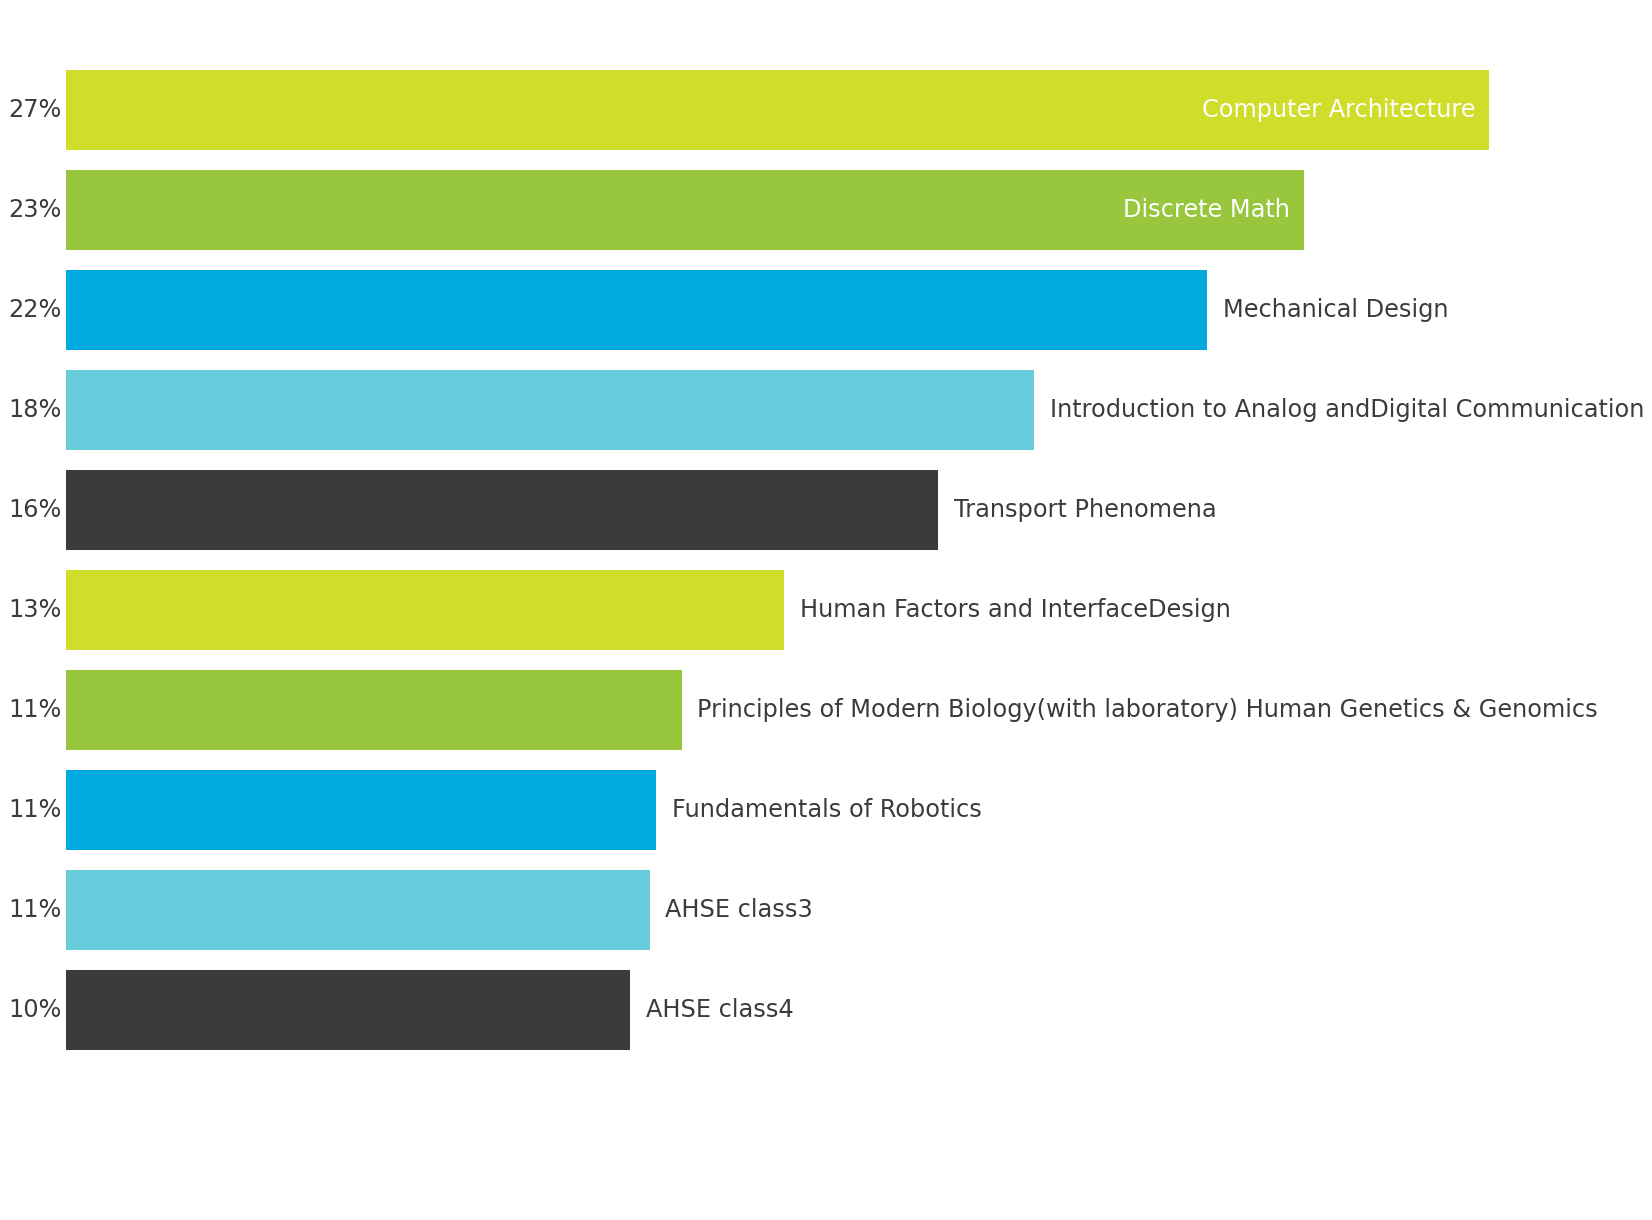 27% Computer Architecture
23% Discrete Math
22% Mechanical Design
18% Introduction to Analog andDigital Communication
16% Transport Phenomena
13% Human Factors and InterfaceDesign
11% Principles of Modern Biology(with laboratory) Human Genetics & Genomics
11% Fundamentals of Robotics
11% AHSE class3
10% AHSE class4